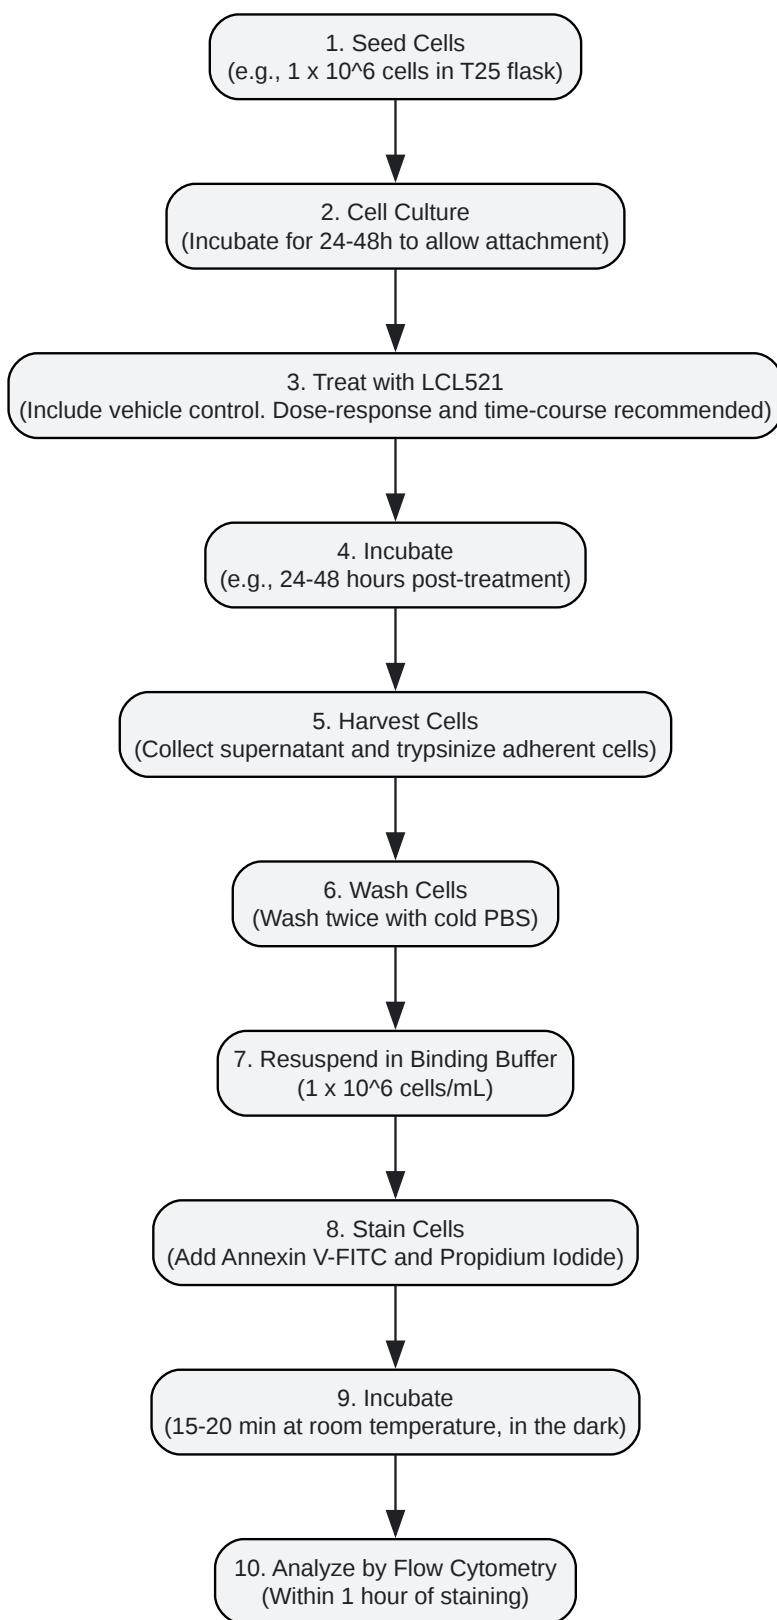 1. Seed Cells
(e.g., 1 x 10^6 cells in T25 flask)
2. Cell Culture
(Incubate for 24-48h to allow attachment)
3. Treat with LCL521
(Include vehicle control. Dose-response and time-course recommended)
4. Incubate
(e.g., 24-48 hours post-treatment)
5. Harvest Cells
(Collect supernatant and trypsinize adherent cells)
6. Wash Cells
(Wash twice with cold PBS)
7. Resuspend in Binding Buffer
(1 x 10^6 cells/mL)
8. Stain Cells
(Add Annexin V-FITC and Propidium Iodide)
9. Incubate
(15-20 min at room temperature, in the dark)
10. Analyze by Flow Cytometry
(Within 1 hour of staining)